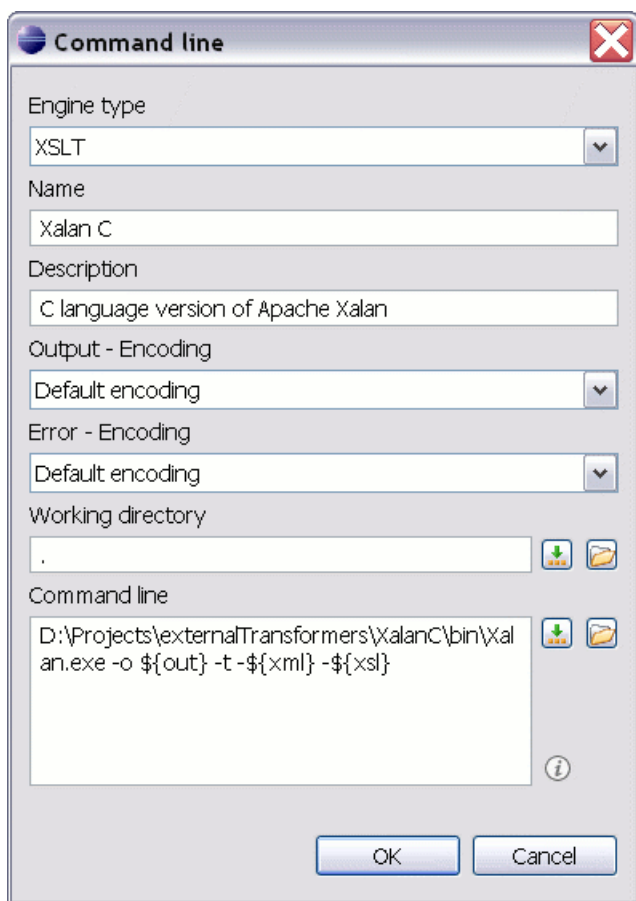 Command line
Engine type
XSLT
Name
Xalan C
Description
C language version of Apache Xalan
Output - Encoding
Default encoding
Error - Encoding
Default encoding
Working directory
.
Command line
D:\Projects\externalTransformers\XalanC\bin\Xal
an.exe -o ${out} -t -${xml} -${xsl}
i
OK Cancel